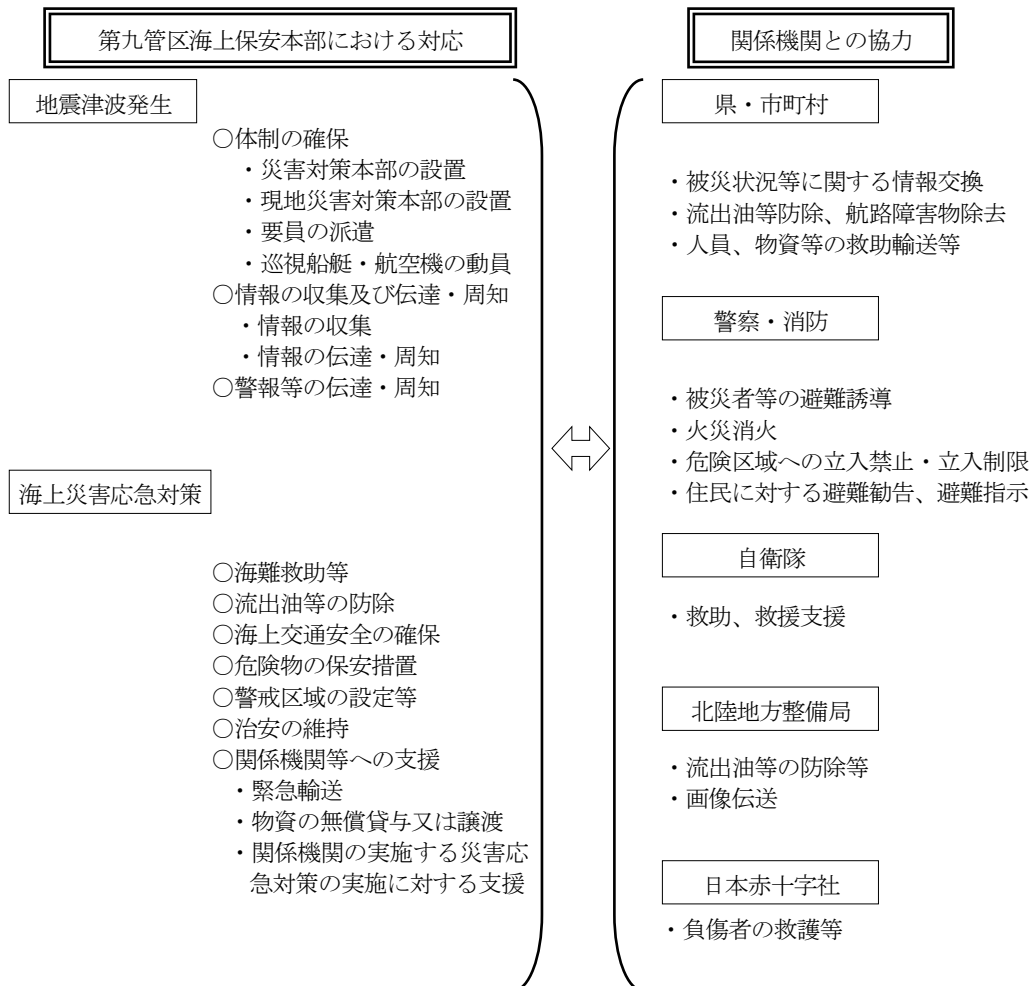 第九管区海上保安本部における対応
地震津波発生
〇体制の確保
・災害対策本部の設置
・現地災害対策本部の設置
・要員の派遣
・巡視船艇・航空機の動員
〇情報の収集及び伝達・周知
・情報の収集
・情報の伝達・周知
〇警報等の伝達・周知
海上災害応急対策
〇海難救助等
〇流出油等の防除
〇海上交通安全の確保
〇危険物の保安措置
〇警戒区域の設定等
〇治安の維持
〇関係機関等への支援
・緊急輸送
・物資の無償貸与又は譲渡
・関係機関の実施する災害応
急対策の実施に対する支援
関係機関との協力
県・市町村
・被災状況等に関する情報交換
・流出油等防除、航路障害物除去
・人員、物資等の救助輸送等
警察・消防
・被災者等の避難誘導
・火災消火
・危険区域への立入禁止・立入制限
・住民に対する避難勧告、避難指示
自衛隊
・救助、救援支援
北陸地方整備局
・流出油等の防除等
・画像伝送
日本赤十字社
・負傷者の救護等